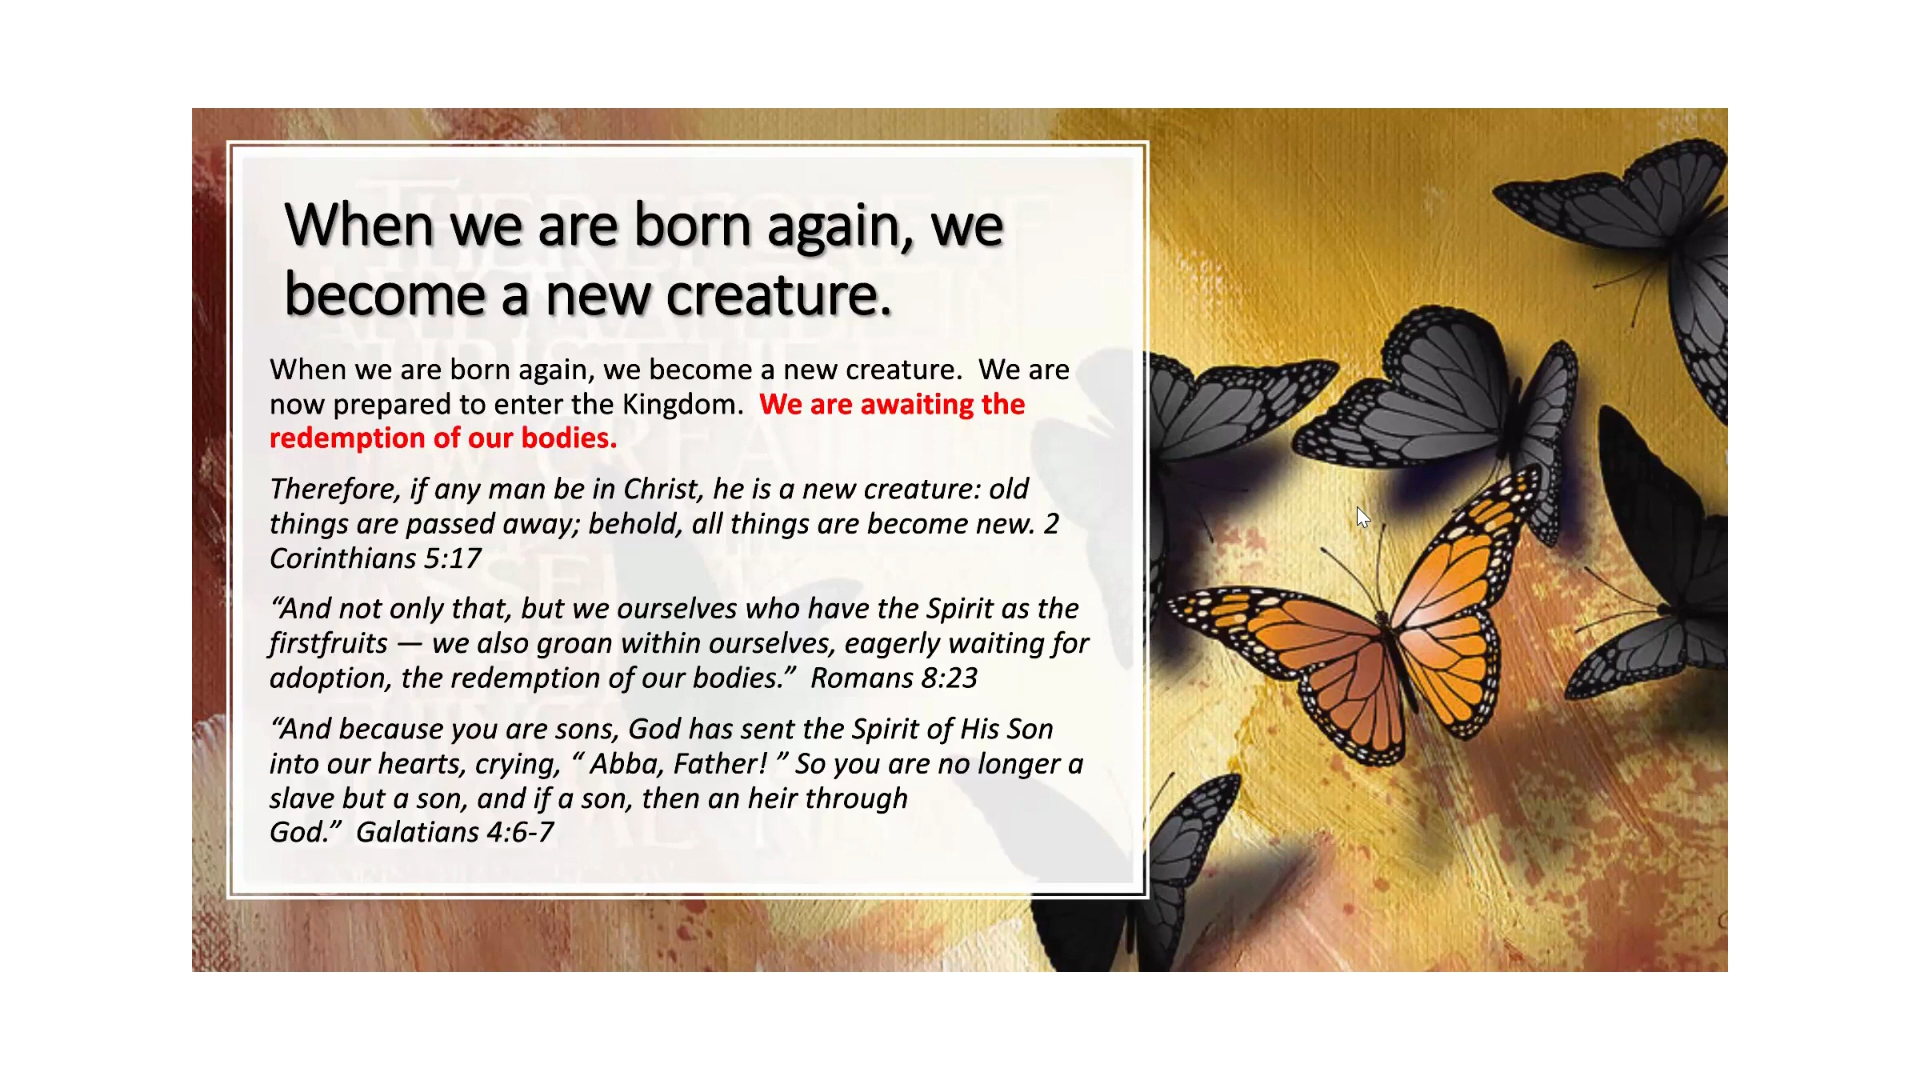 When we are born again, we
become a new creature.
When we are born again, we become a new creature.  We are
now prepared to enter the Kingdom.  We are awaiting the
redemption of our bodies.
Therefore, if any man be in Christ, he is a new creature: old
things are passed away; behold, all things are become new. 2
Corinthians 5:17
“And not only that, but we ourselves who have the Spirit as the
firstfruits — we also groan within ourselves, eagerly waiting for
adoption, the redemption of our bodies.”  Romans 8:23
“And because you are sons, God has sent the Spirit of His Son
into our hearts, crying, “ Abba, Father! ” So you are no longer a
slave but a son, and if a son, then an heir through
God.”  Galatians 4:6-7